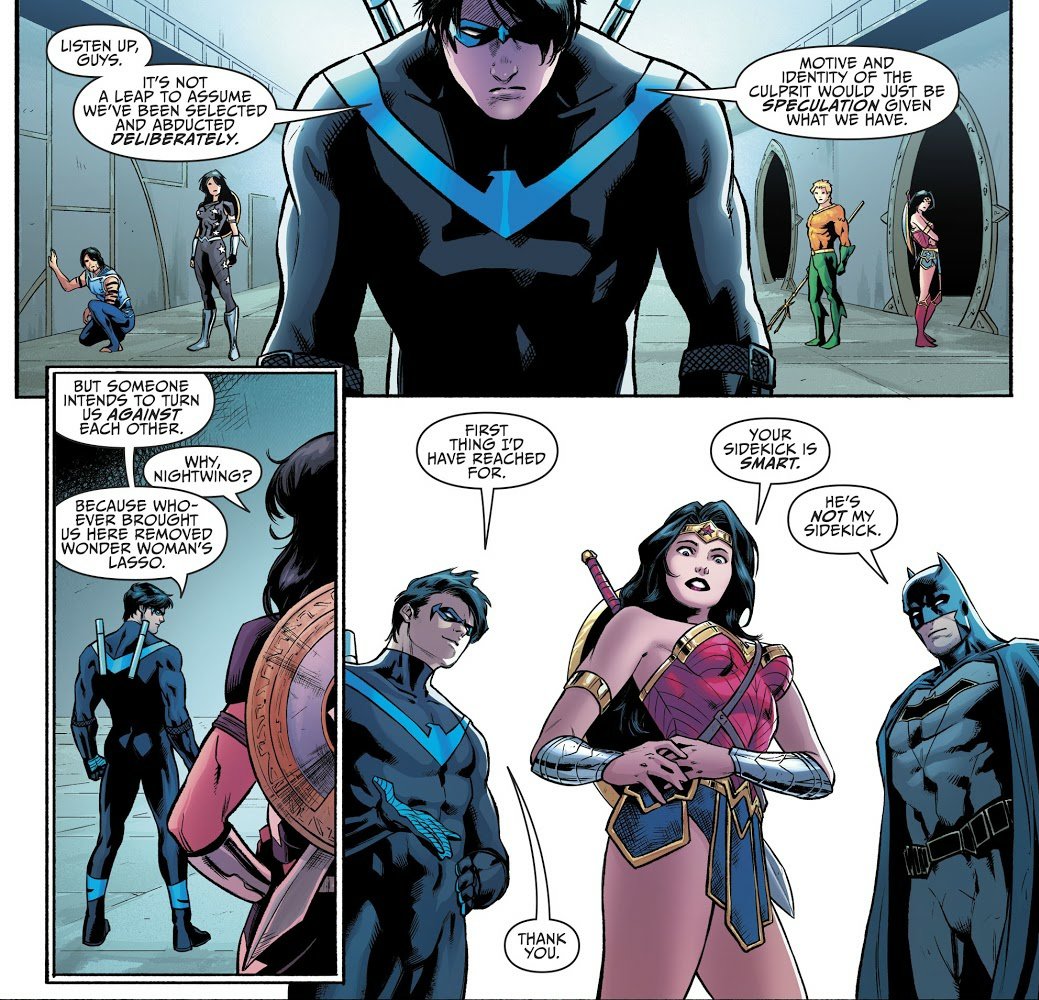 LISTEN UP,
GUYS.
IT'S NOT
A LEAP TO ASSUME
WE'VE BEEN SELECTED
AND ABDUCTED
DELIBERATELY.
MOTIVE AND
IDENTITY OF THE
CULPRIT WOULD JUST BE
SPECULATION GIVEN
WHAT WE HAVE.
BUT SOMEONE
INTENDS TO TURN
US AGAINST
EACH OTHER.
WHY,
NIGHTWING?
BECAUSE WHO-
EVER BROUGHT
US HERE REMOVED
WONDER WOMAN'S
LASSO.
FIRST
THING I'D
HAVE REACHED
FOR.
YOUR
SIDEKICK IS
SMART.
HE'S
NOT MY
SIDEKICK.
THANK
YOU.